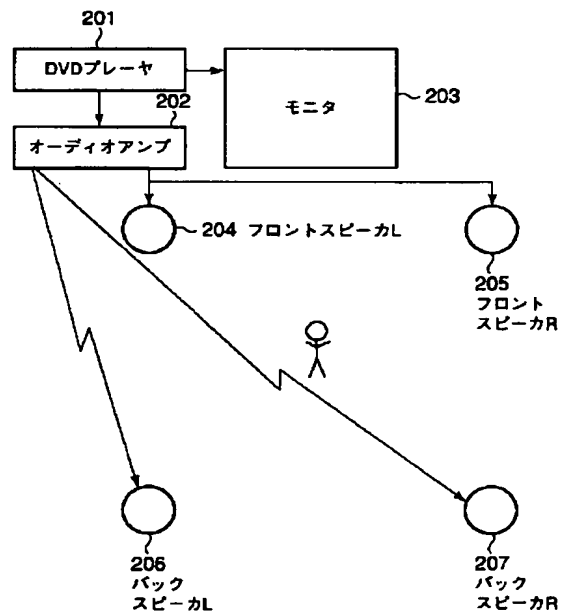 201
DVDプレーヤ
202
オーディオアンプ
モニタ
203
204 フロントスピーカL
205
フロント
スピーカR
206
バック
スピーカL
207
バック
スピーカR